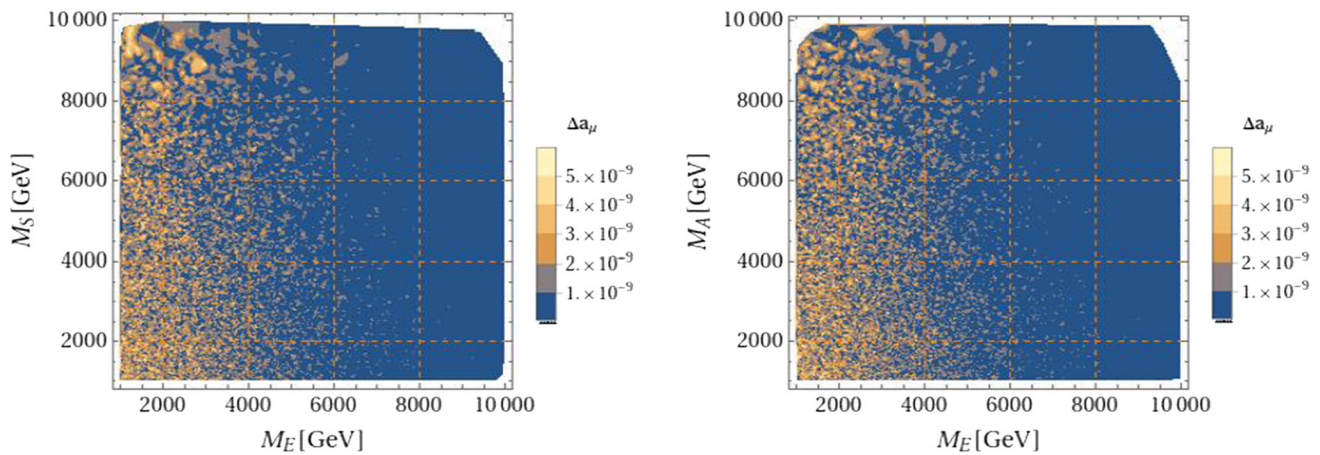 10 000
8000
6000
4000
2000
M_S [GeV]
2000 4000 6000 8000 10 000
M_E [GeV]
Δa_μ
5. × 10⁻⁹
4. × 10⁻⁹
3. × 10⁻⁹
2. × 10⁻⁹
1. × 10⁻⁹
10 000
8000
6000
4000
2000
M_A [GeV]
2000 4000 6000 8000 10 000
M_E [GeV]
Δa_μ
5. × 10⁻⁹
4. × 10⁻⁹
3. × 10⁻⁹
2. × 10⁻⁹
1. × 10⁻⁹